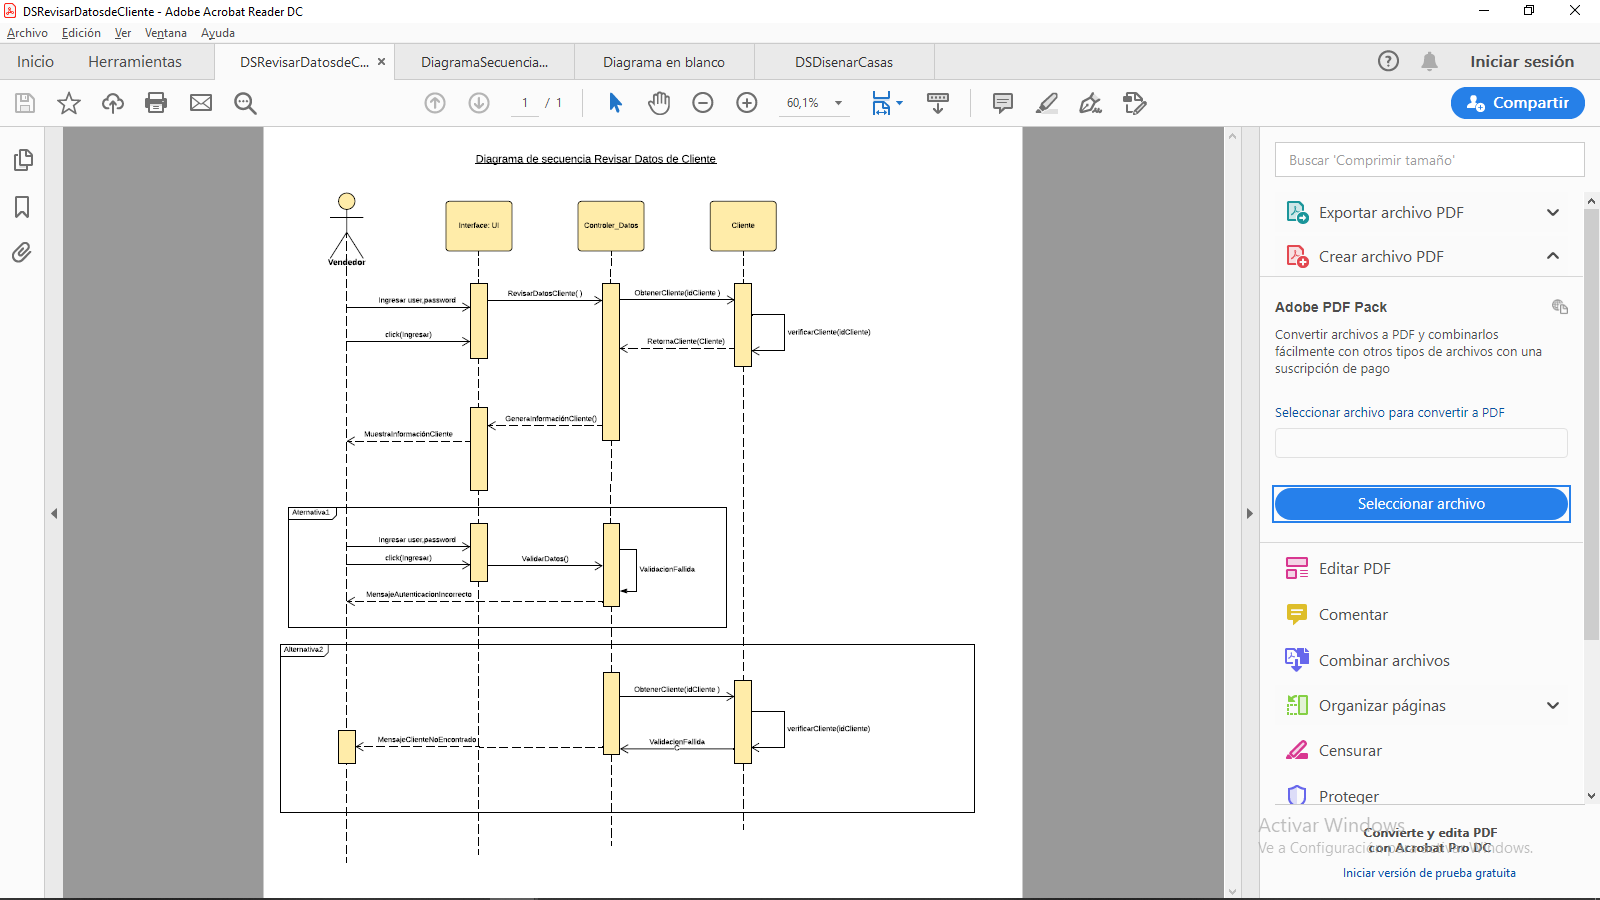 DSRevisarDatosdeCliente - Adobe Acrobat Reader DC
Archivo Edición Ver Ventana Ayuda
Inicio Herramientas DSRevisarDatosdeC... × DiagramaSecuencia... Diagrama en blanco DSDisenarCasas Iniciar sesión
1 / 1 60,1% Compartir
Diagrama de secuencia Revisar Datos de Cliente
Interface: UI Controler_Datos Cliente
Vendedor
Ingresar user,password RevisarDatosCliente( ) ObtenerCliente(idCliente )
click(Ingresar) verificarCliente(idCliente)
RetornaCliente(Cliente)
GeneraInformaciónCliente()
MuestraInformaciónCliente
Aternativa1
Ingresar user,password
click(Ingresar) ValidarDatos()
ValidacionFallida
MensajeAutenticacionIncorrecto
Alternativa2
ObtenerCliente(idCliente )
verificarCliente(idCliente)
MensajeClienteNoEncontrado ValidacionFallida
Buscar 'Comprimir tamaño'
Exportar archivo PDF
Crear archivo PDF
Adobe PDF Pack
Convertir archivos a PDF y combinarlos
fácilmente con otros tipos de archivos con una
suscripción de pago
Seleccionar archivo para convertir a PDF
Seleccionar archivo
Editar PDF
Comentar
Combinar archivos
Organizar páginas
Censurar
Proteger
Activar Windows
Convierte y edita PDF
con Acrobat Pro DC
Ve a Configuración para activar Windows.
Iniciar versión de prueba gratuita